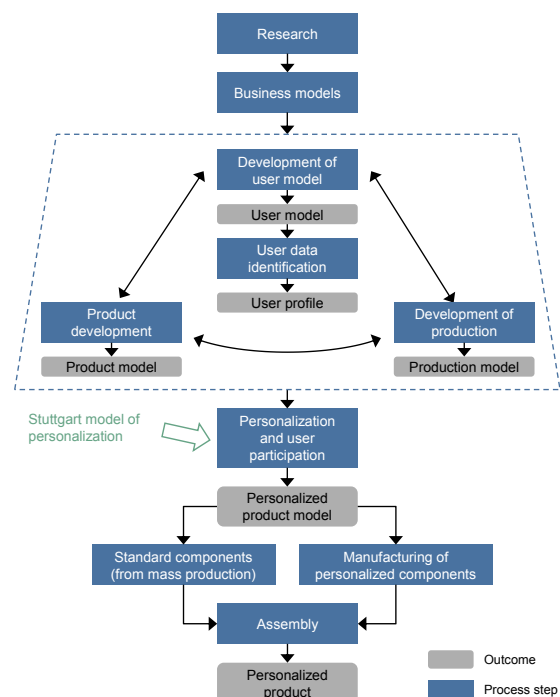 Research
Business models
Development of
user model
User model
User data
identification
User profile
Product
development
Product model
Development of
production
Production model
Stuttgart model of
personalization
Personalization
and user
participation
Personalized
product model
Standard components
(from mass production)
Manufacturing of
personalized components
Assembly
Personalized
product
Outcome
Process step